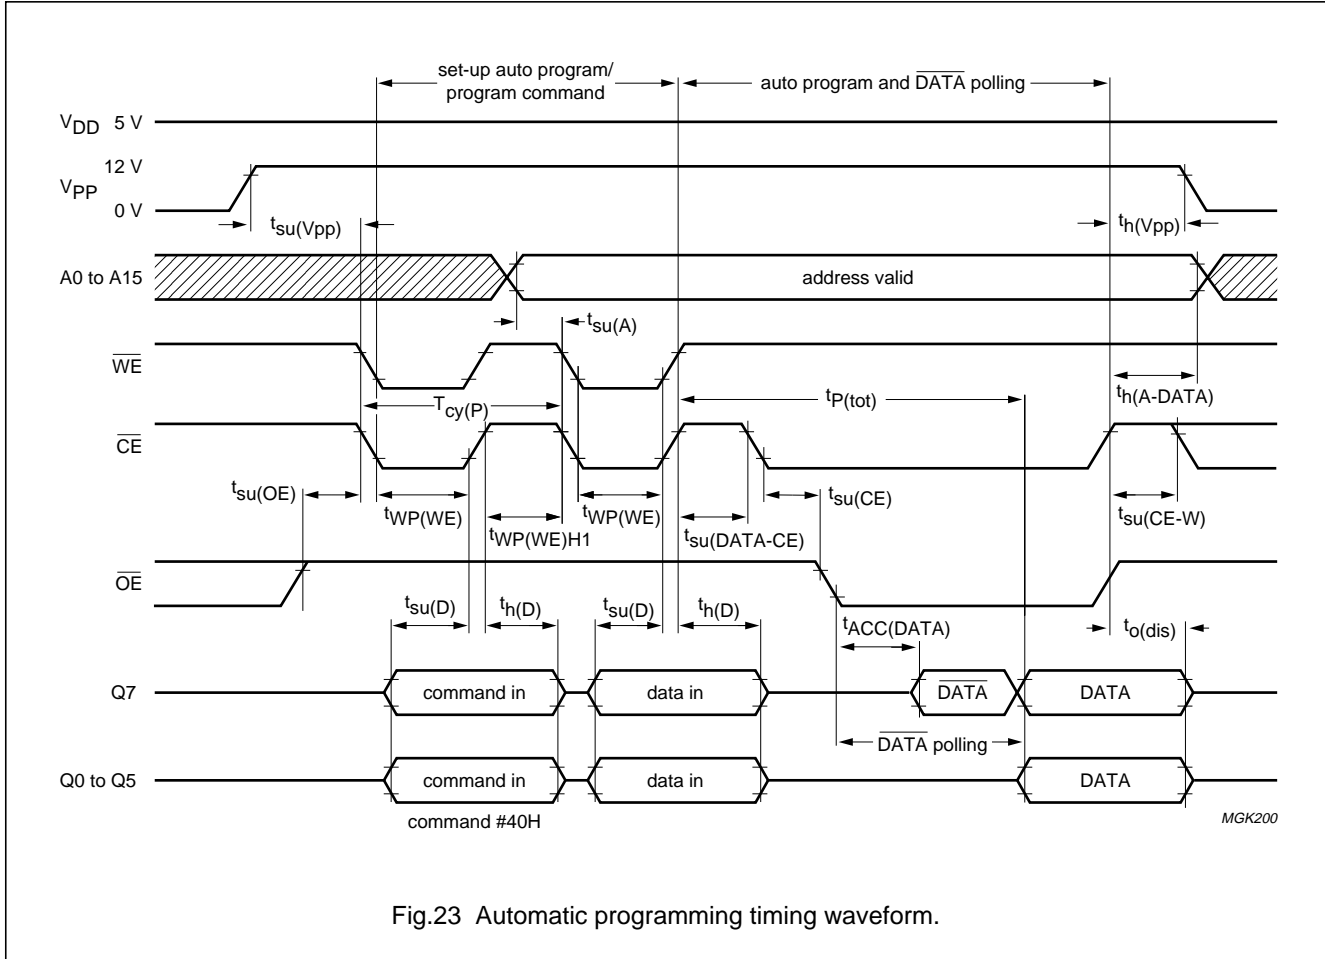 set-up auto program/
program command
auto program and DATA polling
VDD 5 V
12 V
VPP
0 V
tsu(Vpp)
th(Vpp)
A0 to A15
address valid
tsu(A)
WE
Tcy(P)
tP(tot)
th(A-DATA)
CE
tsu(OE)
tWP(WE)
tWP(WE)H1
tWP(WE)
tsu(DATA-CE)
tsu(CE)
tsu(CE-W)
OE
tsu(D)
th(D)
tsu(D)
th(D)
tACC(DATA)
to(dis)
Q7
command in
data in
DATA
DATA
DATA polling
Q0 to Q5
command in
data in
DATA
command #40H
MGK200
Fig.23 Automatic programming timing waveform.